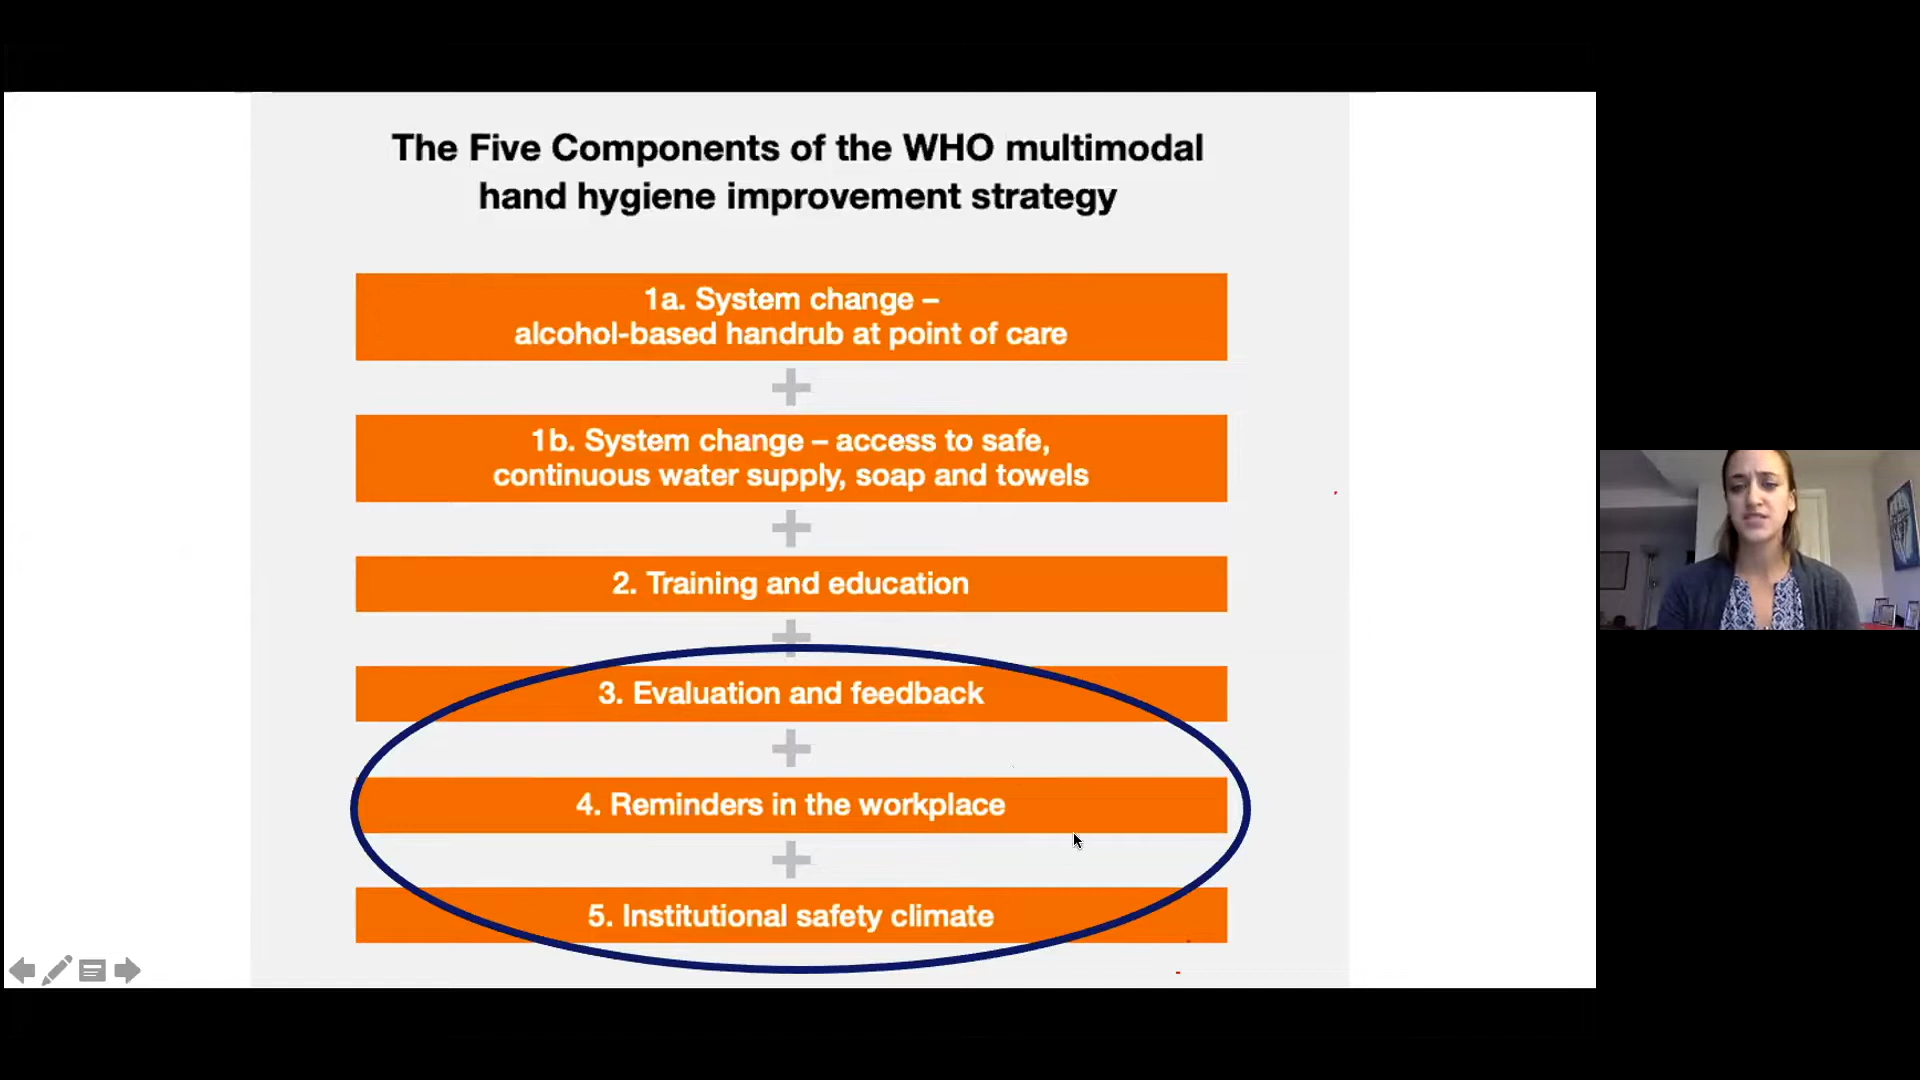 The Five Components of the WHO multimodal
hand hygiene improvement strategy
1a. System change –
alcohol-based handrub at point of care
1b. System change – access to safe,
continuous water supply, soap and towels
2. Training and education
3. Evaluation and feedback
4. Reminders in the workplace
5. Institutional safety climate